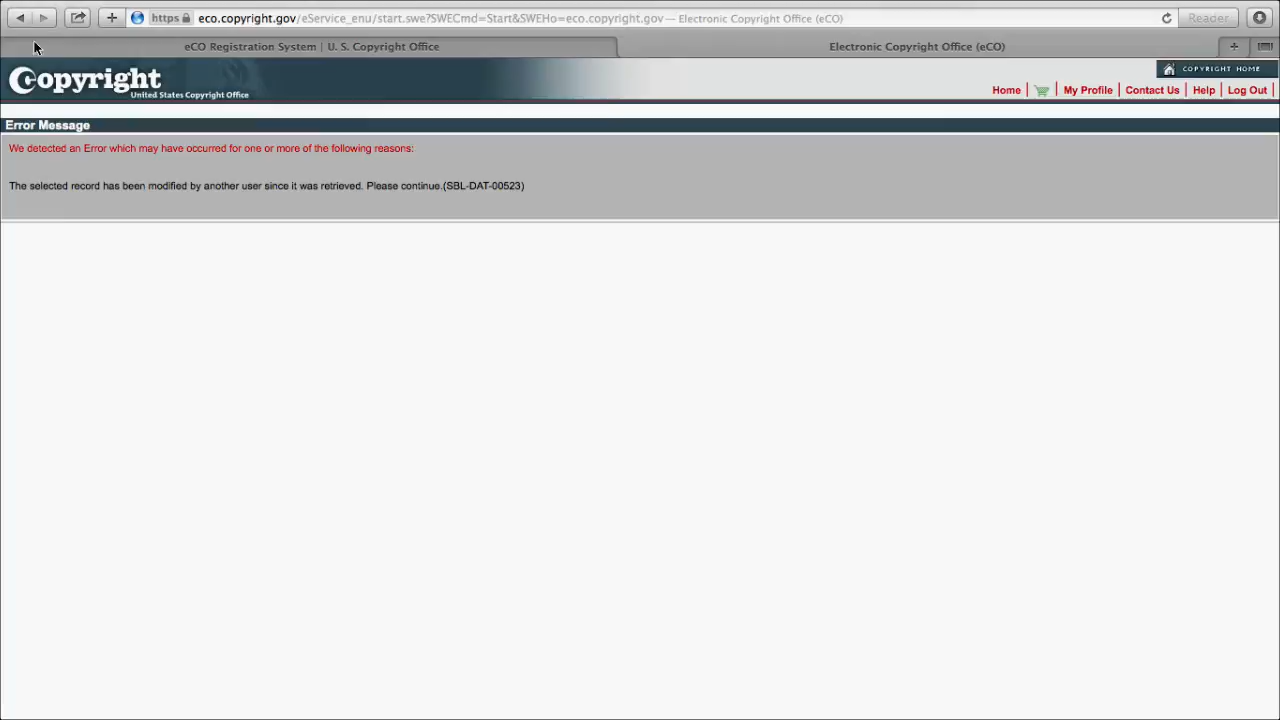 https eco.copyright.gov/eService_enu/start.swe?SWECmd=Start&SWEHo=eco.copyright.gov — Electronic Copyright Office (eCO) Reader
eCO Registration System | U. S. Copyright Office Electronic Copyright Office (eCO)
Copyright
United States Copyright Office
COPYRIGHT HOME
Home | My Profile | Contact Us | Help | Log Out |
Error Message
We detected an Error which may have occurred for one or more of the following reasons:
The selected record has been modified by another user since it was retrieved. Please continue.(SBL-DAT-00523)